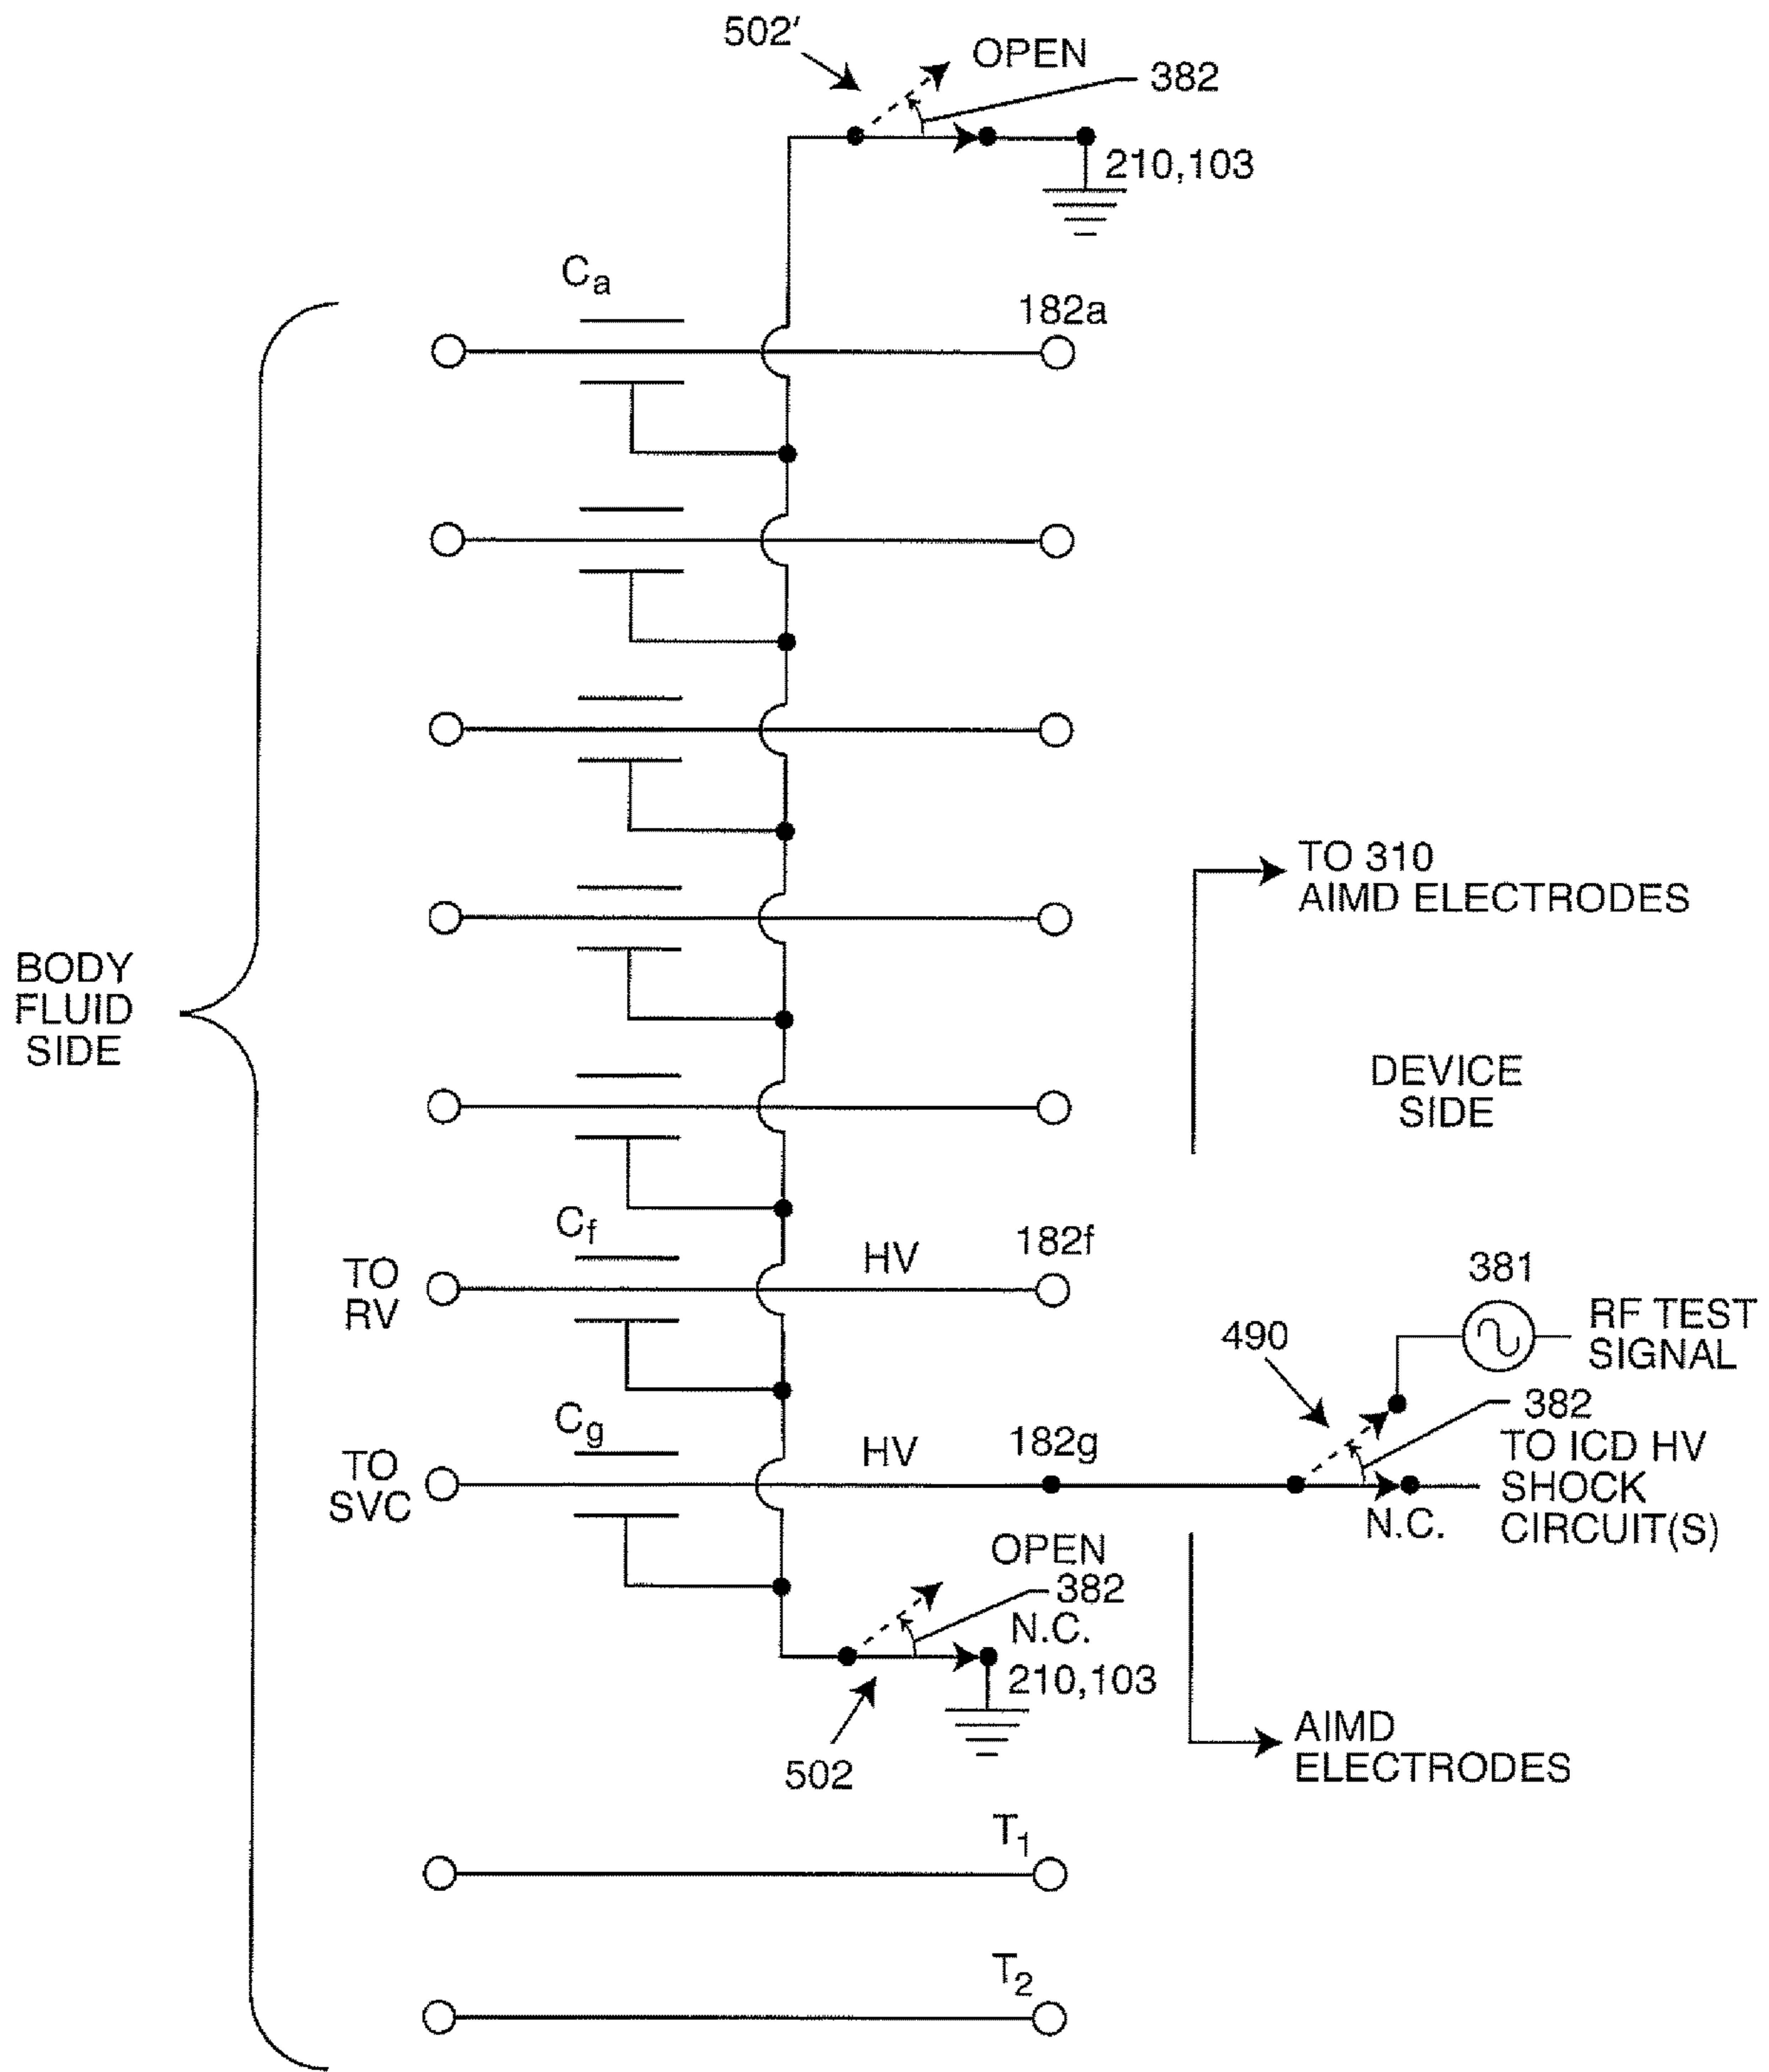 502'
OPEN
382
210,103
Ca
182a
TO 310
AIMD ELECTRODES
BODY
FLUID
SIDE
DEVICE
SIDE
Cf
HV
182f
TO
RV
381
RF TEST
SIGNAL
490
382
Cg
HV
182g
TO
SVC
TO ICD HV
SHOCK
CIRCUIT(S)
N.C.
OPEN
382
N.C.
210,103
502
AIMD
ELECTRODES
T1
T2